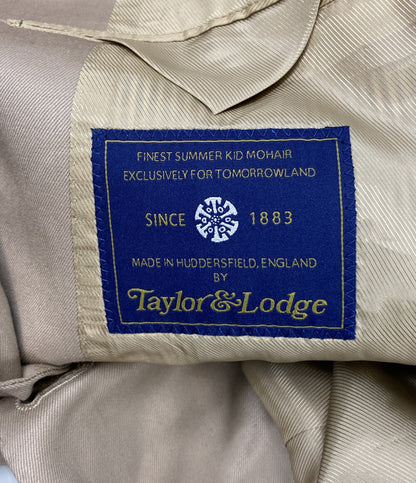 FINEST SUMMER KID MOHAIR
EXCLUSIVELY FOR TOMORROWLAND
SINCE 1883
MADE IN HUDDERSFIELD, ENGLAND
BY
Taylor & Lodge